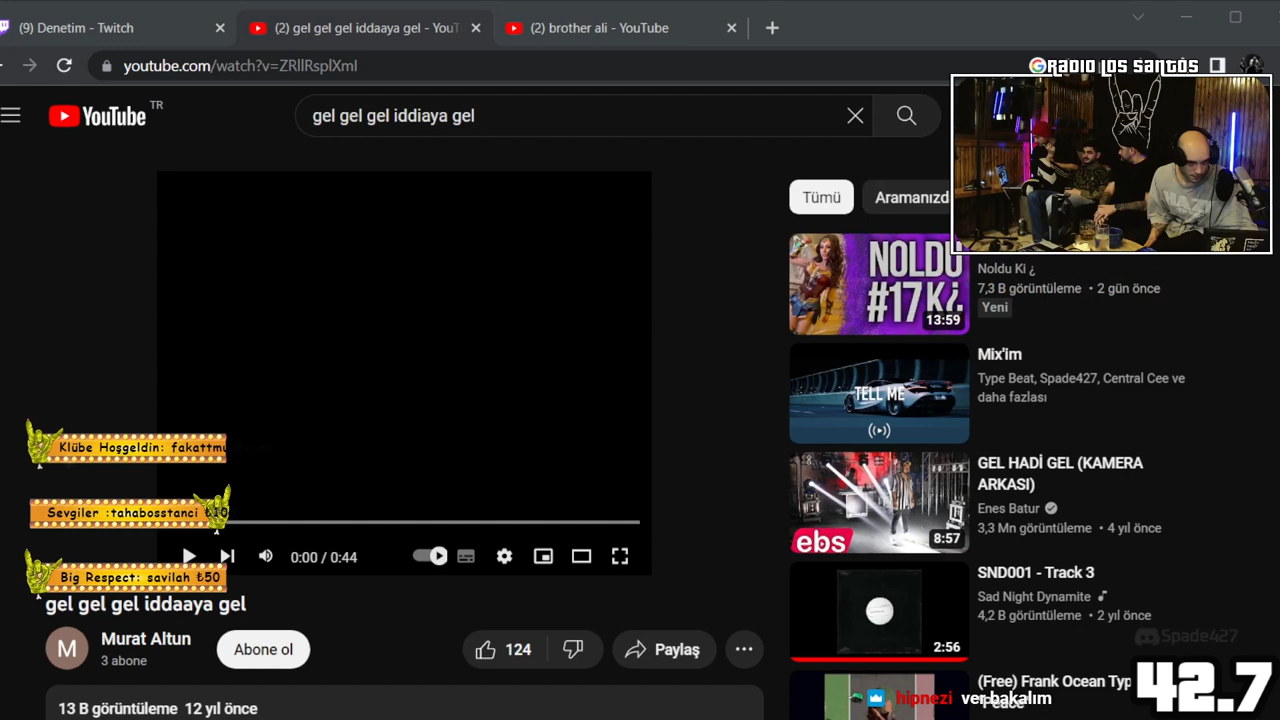 (9) Denetim - Twitch
(2) gel gel gel iddaaya gel - YouT
(2) brother ali - YouTube
youtube.com/watch?v=ZRllRsplXmI
RADIO LOS SANTOS
YouTube TR
gel gel gel iddiaya gel
Tümü
Aramanızd
NOLDU
#17 K¿
13:59
Noldu Ki ¿
7,3 B görüntüleme • 2 gün önce
Yeni
TELL ME
Mix'im
Type Beat, Spade427, Central Cee ve
daha fazlası
GEL HADİ GEL (KAMERA
ARKASI)
Enes Batur
3,3 Mn görüntüleme • 4 yıl önce
ebs
8:57
SND001 - Track 3
Sad Night Dynamite
4,2 B görüntüleme • 2 yıl önce
2:56
(Free) Frank Ocean Typ
Peace
Klübe Hoşgeldin: fakattm
Sevgiler :tahabosstanci
Big Respect: savilah ₺50
0:00 / 0:44
gel gel gel iddaaya gel
M
Murat Altun
3 abone
Abone ol
124
Paylaş
13 B görüntüleme 12 yıl önce
Spade427
42.7
hipnezi ver bakalım